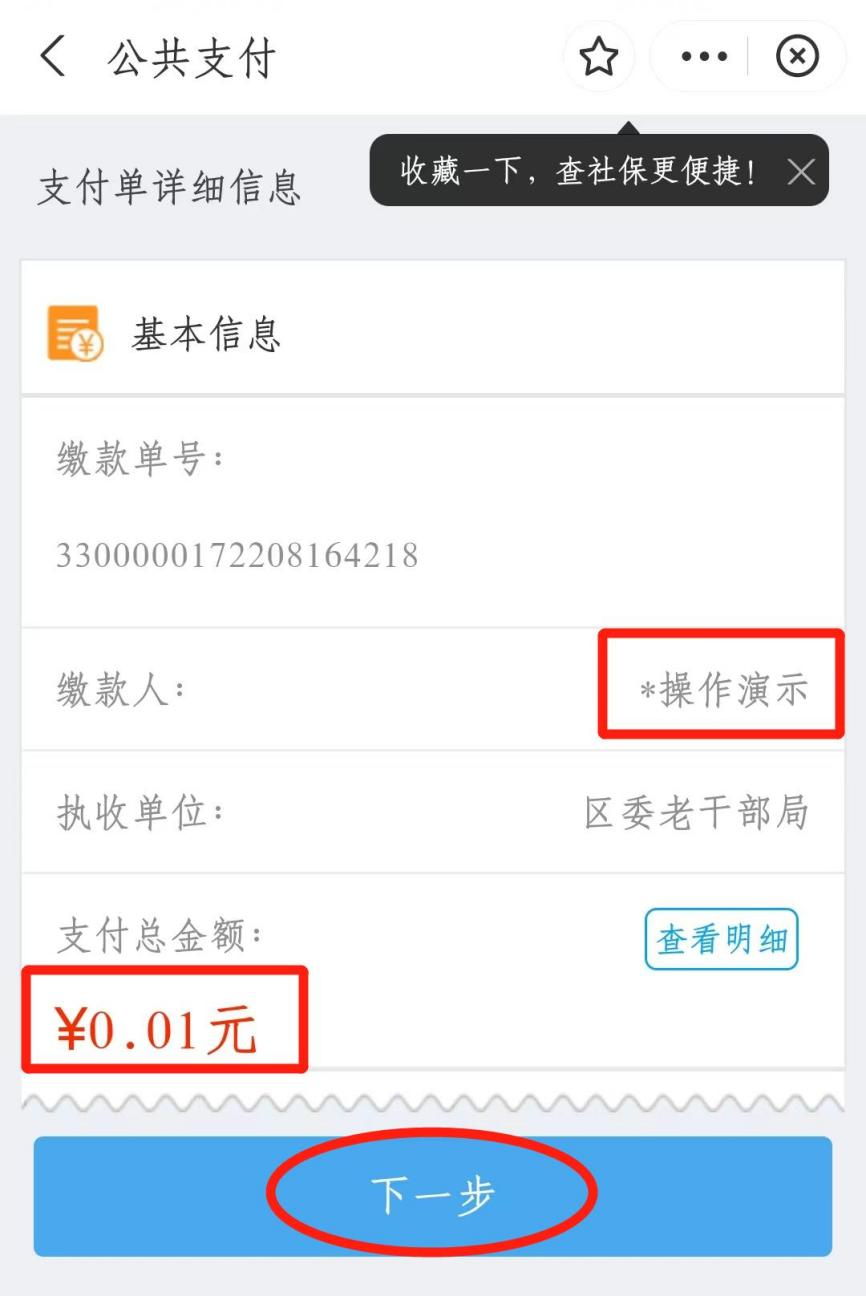 公共支付
收藏一下，查社保更便捷！
支付单详细信息
基本信息
缴款单号：
3300000172208164218
缴款人：
*操作演示
执收单位：
区委老干部局
支付总金额：
查看明细
¥0.01元
下一步